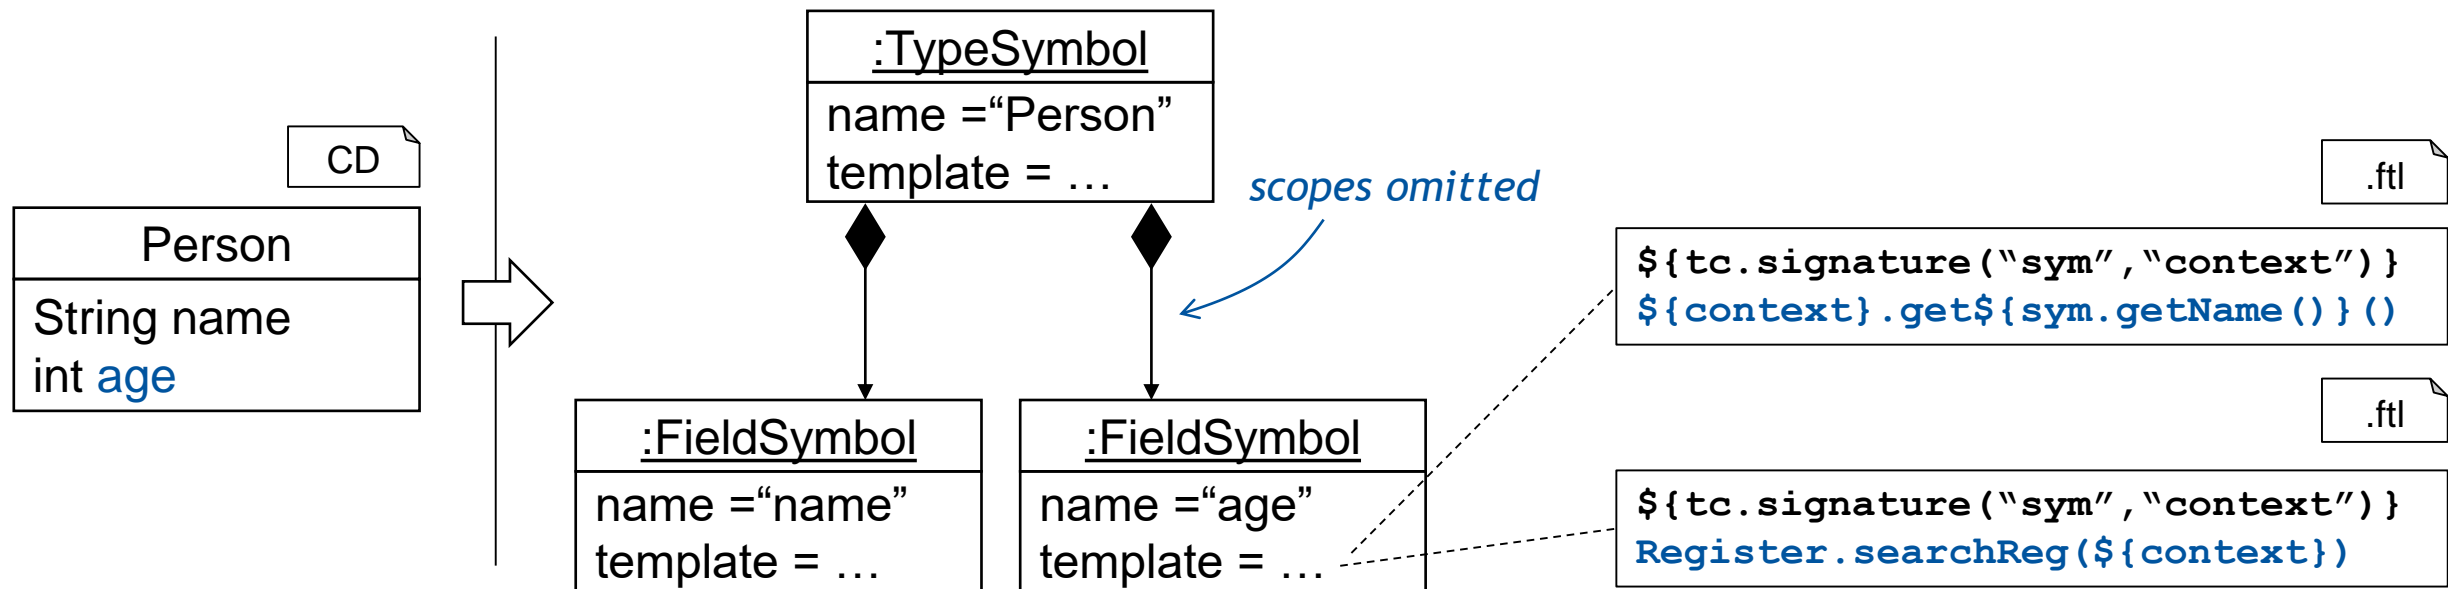 CD
Person
String name
int age
:TypeSymbol
name =“Person”
template = …
scopes omitted
:FieldSymbol
name =“name”
template = …
:FieldSymbol
name =“age”
template = …
.ftl
${tc.signature(“sym”,“context”)}
${context}.get${sym.getName()}()
.ftl
${tc.signature(“sym”,“context”)}
Register.searchReg(${context})